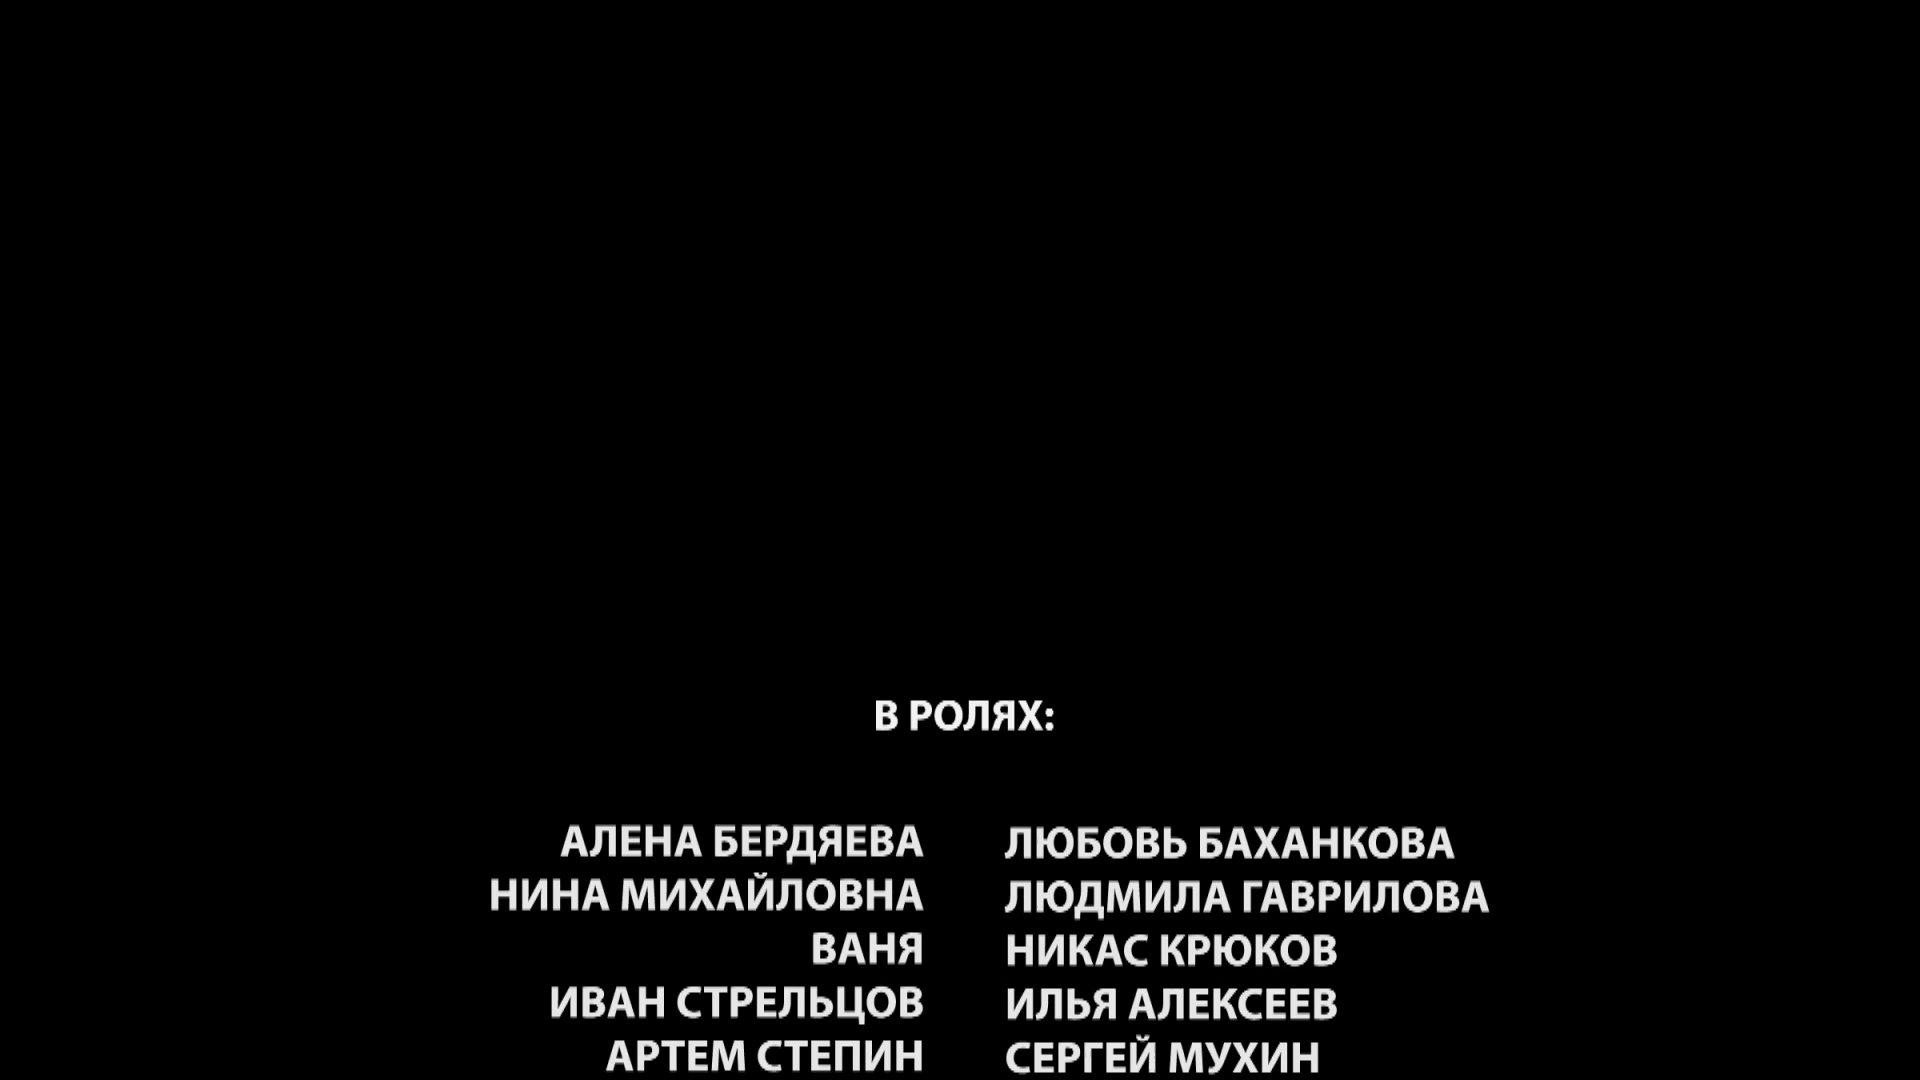 В РОЛЯХ:
АЛЕНА БЕРДЯЕВА ЛЮБОВЬ БАХАНКОВА
НИНА МИХАЙЛОВНА ЛЮДМИЛА ГАВРИЛОВА
ВАНЯ НИКАС КРЮКОВ
ИВАН СТРЕЛЬЦОВ ИЛЬЯ АЛЕКСЕЕВ
АРТЕМ СТЕПИН СЕРГЕЙ МУХИН